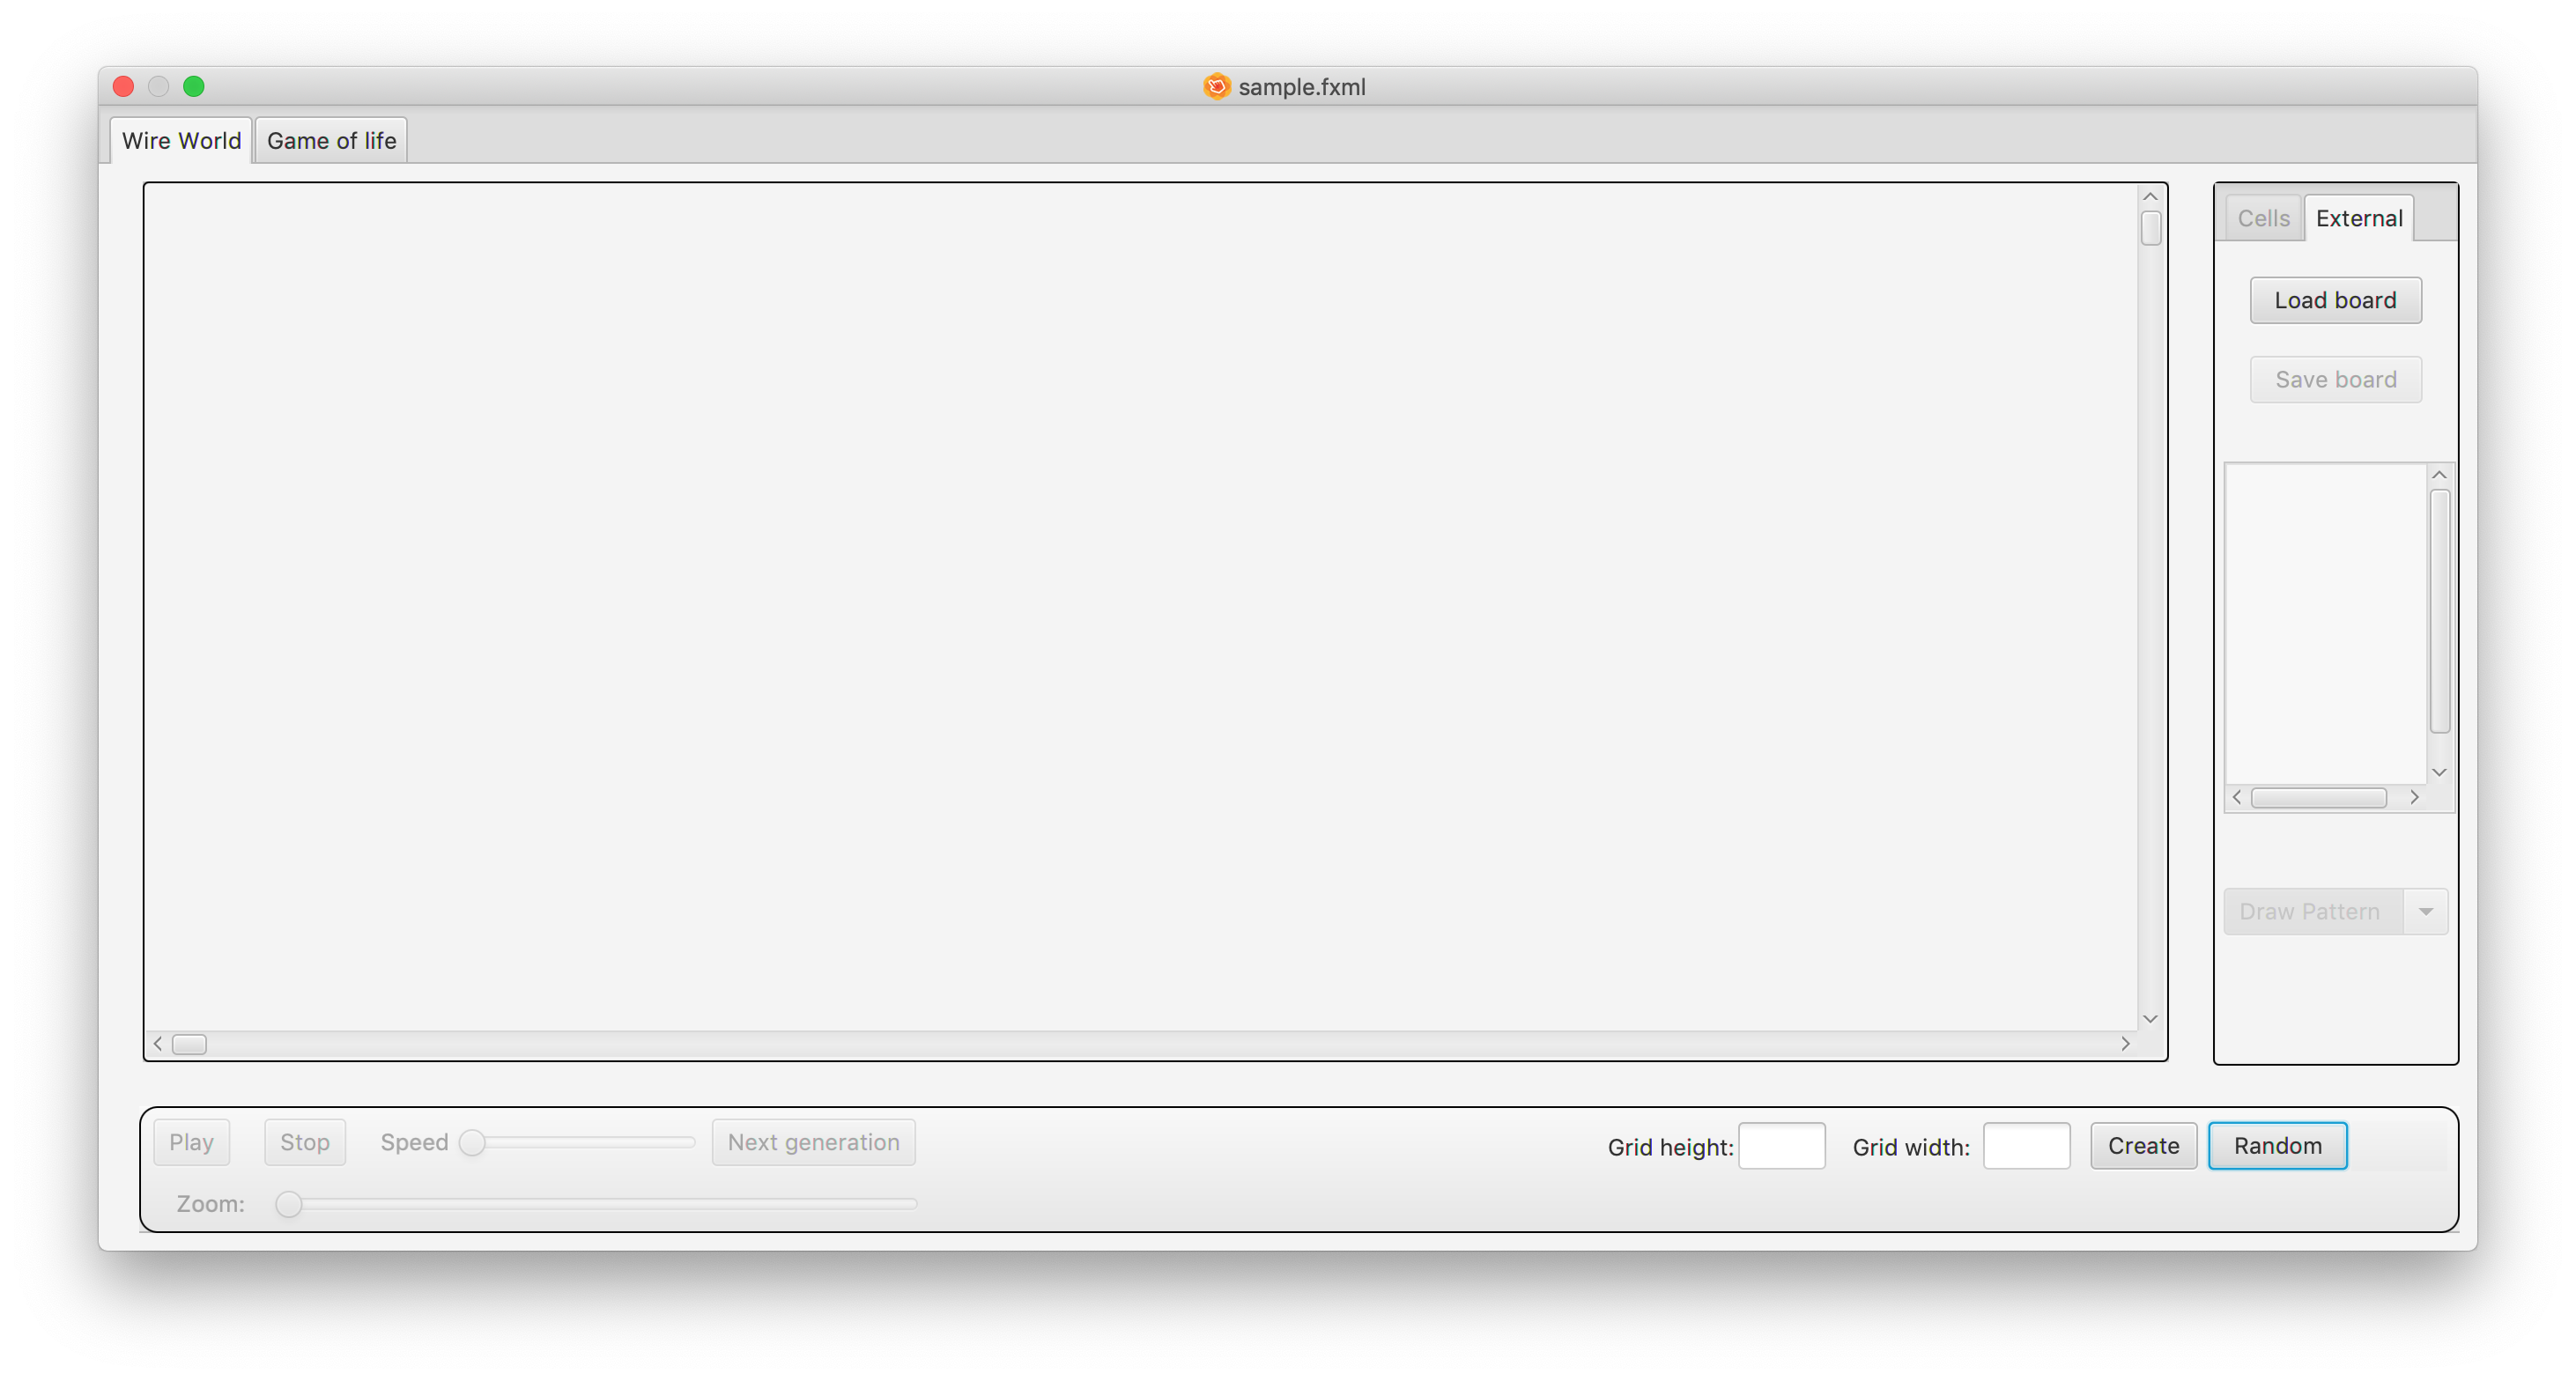 sample.fxml
Wire World Game of life
Cells External
Load board
Save board
Draw Pattern
Play Stop Speed Next generation Grid height: Grid width: Create Random
Zoom: